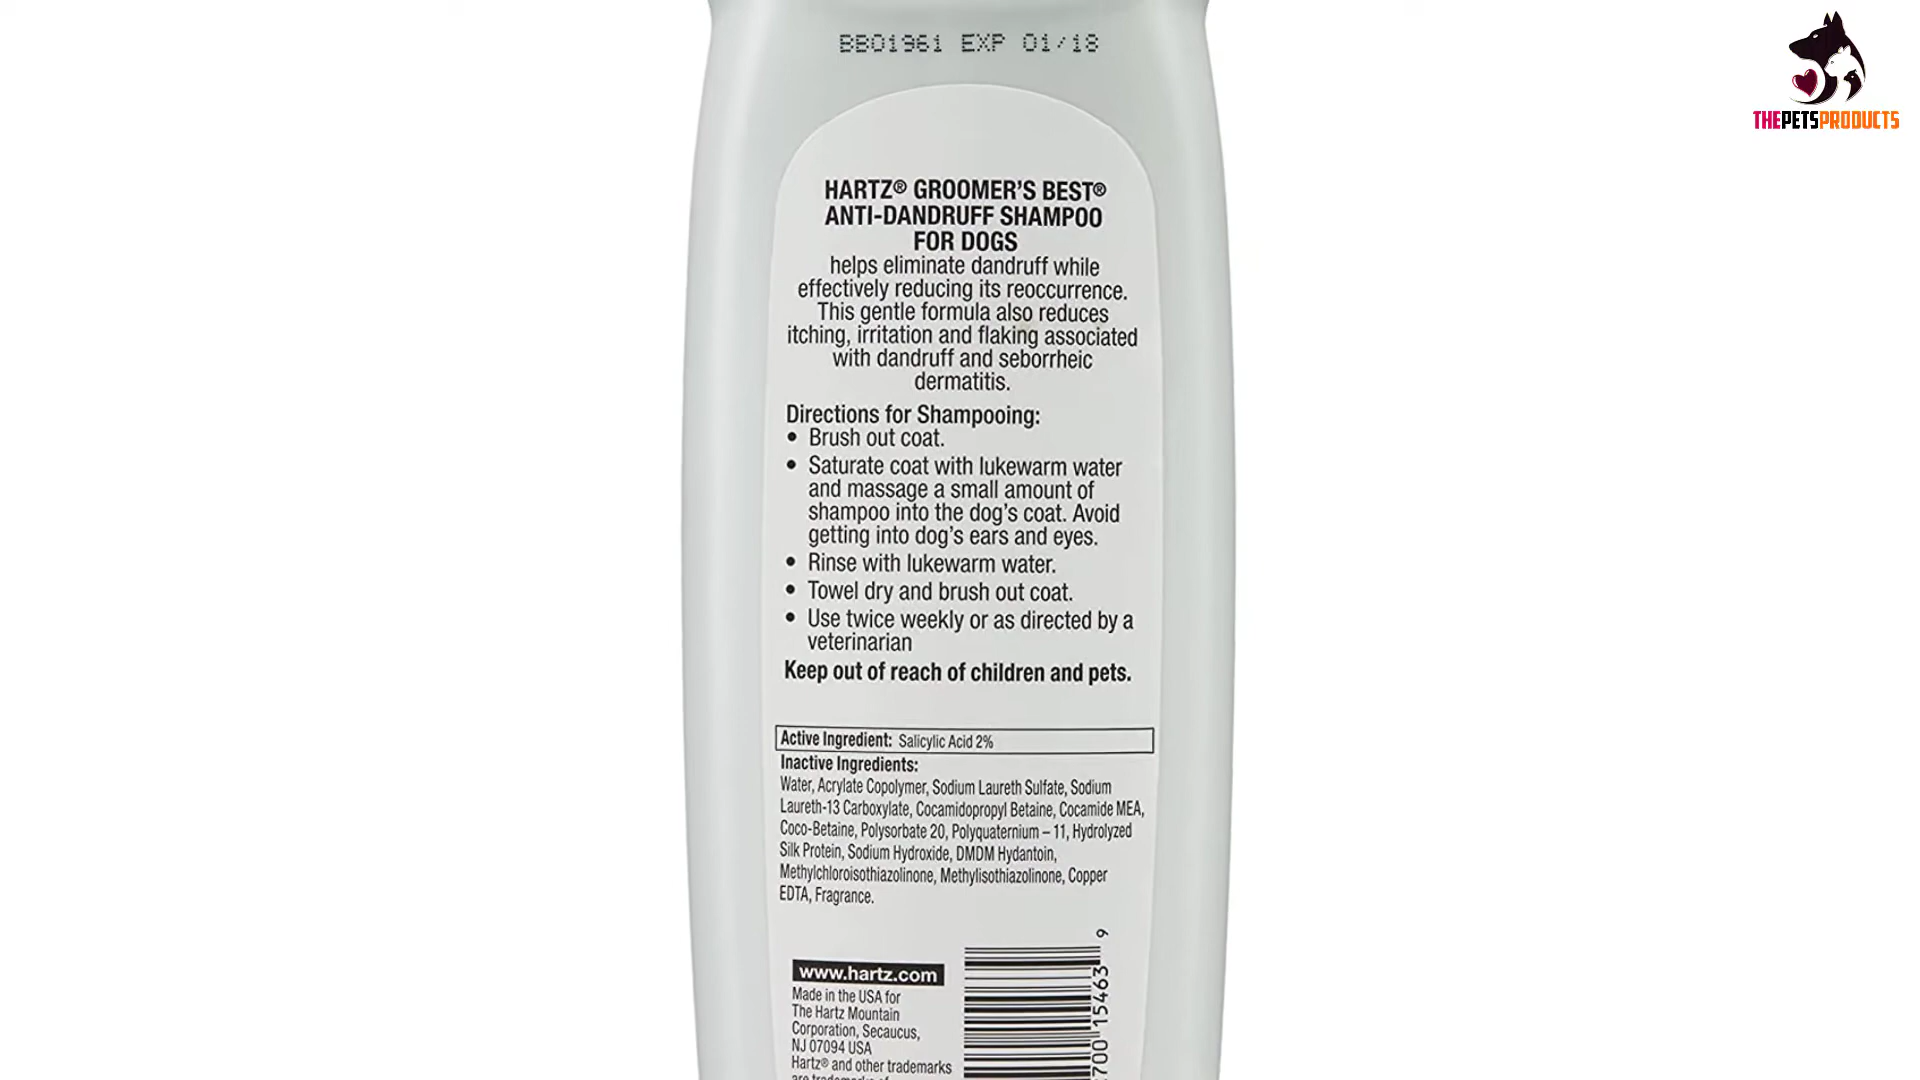 BB01961 EXP 01/18
THEPETSPRODUCTS
HARTZ® GROOMER'S BEST®
ANTI-DANDRUFF SHAMPOO
FOR DOGS
helps eliminate dandruff while
effectively reducing its reoccurrence.
This gentle formula also reduces
itching, irritation and flaking associated
with dandruff and seborrheic
dermatitis.
Directions for Shampooing:
• Brush out coat.
• Saturate coat with lukewarm water
and massage a small amount of
shampoo into the dog's coat. Avoid
getting into dog's ears and eyes.
• Rinse with lukewarm water.
• Towel dry and brush out coat.
• Use twice weekly or as directed by a
veterinarian
Keep out of reach of children and pets.
Active Ingredient: Salicylic Acid 2%
Inactive Ingredients:
Water, Acrylate Copolymer, Sodium Laureth Sulfate, Sodium
Laureth-13 Carboxylate, Cocamidopropyl Betaine, Cocamide MEA,
Coco-Betaine, Polysorbate 20, Polyquaternium – 11, Hydrolyzed
Silk Protein, Sodium Hydroxide, DMDM Hydantoin,
Methylchloroisothiazolinone, Methylisothiazolinone, Copper
EDTA, Fragrance.
www.hartz.com
Made in the USA for
The Hartz Mountain
Corporation, Secaucus,
NJ 07094 USA
Hartz® and other trademarks
are trademarks of
700 15463 9